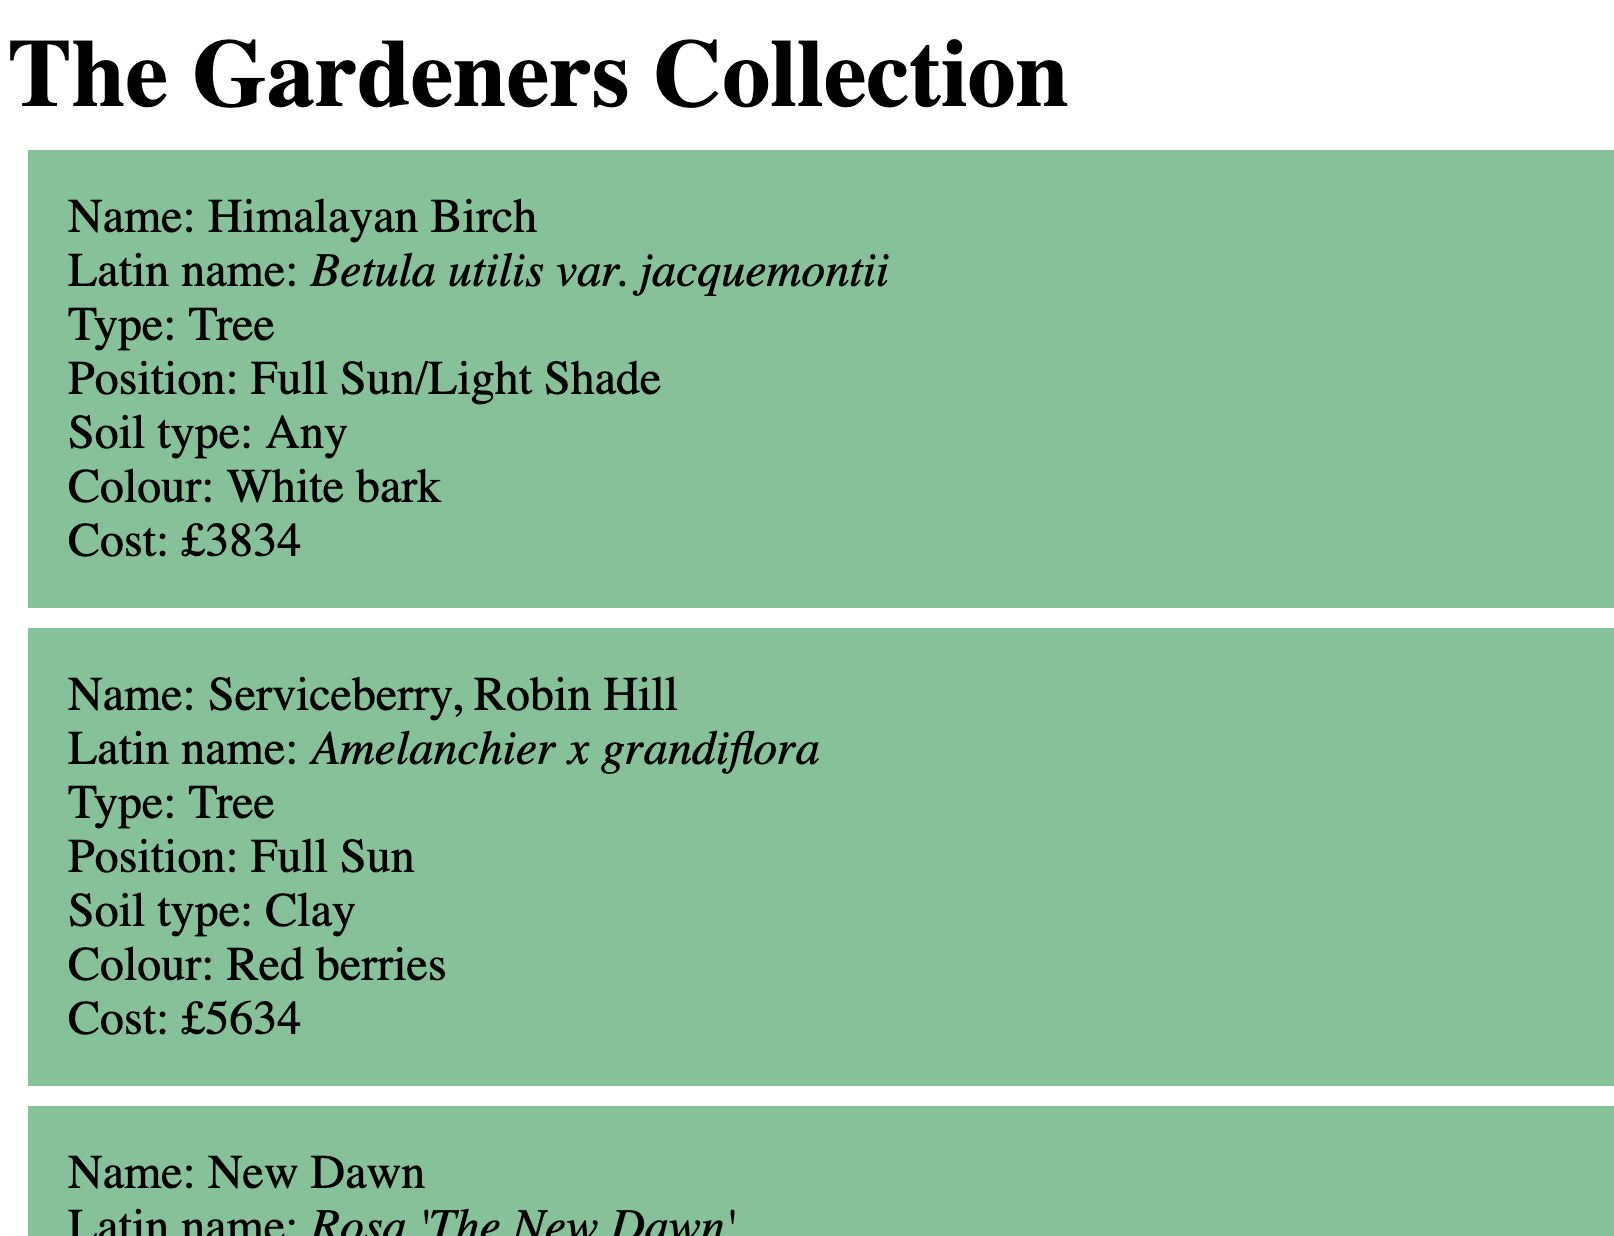 The Gardeners Collection
Name: Himalayan Birch
Latin name: Betula utilis var. jacquemontii
Type: Tree
Position: Full Sun/Light Shade
Soil type: Any
Colour: White bark
Cost: £3834
Name: Serviceberry, Robin Hill
Latin name: Amelanchier x grandiflora
Type: Tree
Position: Full Sun
Soil type: Clay
Colour: Red berries
Cost: £5634
Name: New Dawn
Latin name: Rosa 'The New Dawn'